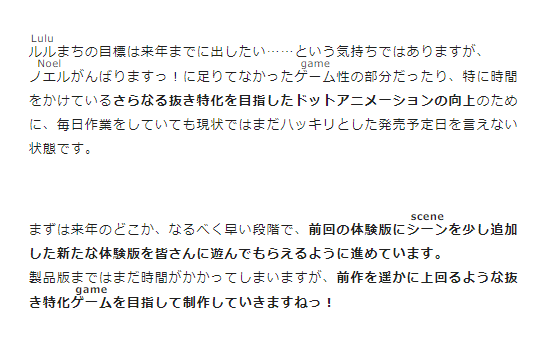 Lulu
ルルまちの目標は来年までに出したい……という気持ちではありますが、
Noel game
ノエルがんばりますっ！に足りてなかったゲーム性の部分だったり、特に時間
をかけているさらなる抜き特化を目指したドットアニメーションの向上のため
に、毎日作業をしていても現状ではまだハッキリとした発売予定日を言えない
状態です。
scene
まずは来年のどこか、なるべく早い段階で、前回の体験版にシーンを少し追加
した新たな体験版を皆さんに遊んでもらえるように進めています。
製品版まではまだ時間がかかってしまいますが、前作を遥かに上回るような抜
game
き特化ゲームを目指して制作していきますねっ！